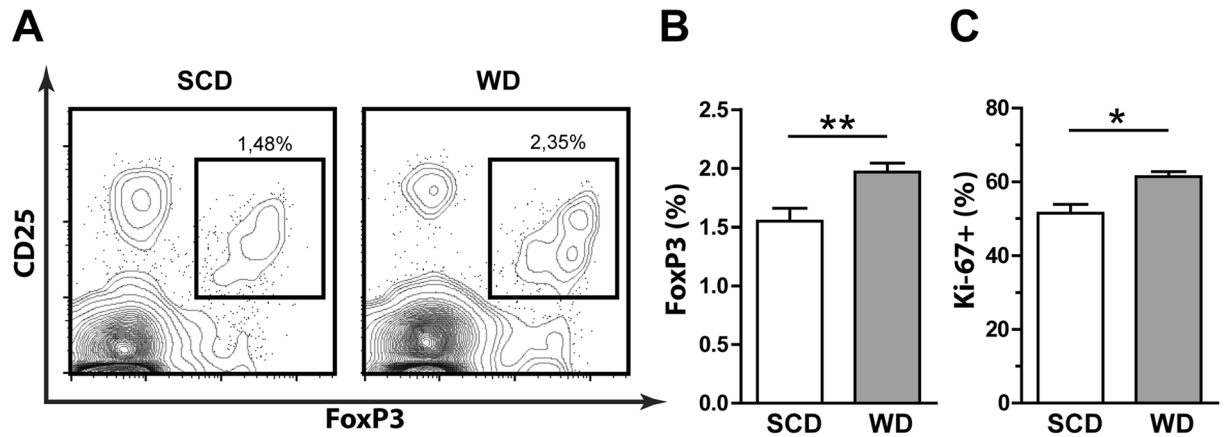 A
SCD
WD
1,48%
2,35%
CD25
FoxP3
B
**
FoxP3 (%)
2.5
2.0
1.5
1.0
0.5
0.0
SCD
WD
C
*
Ki-67+ (%)
80
60
40
20
0
SCD
WD